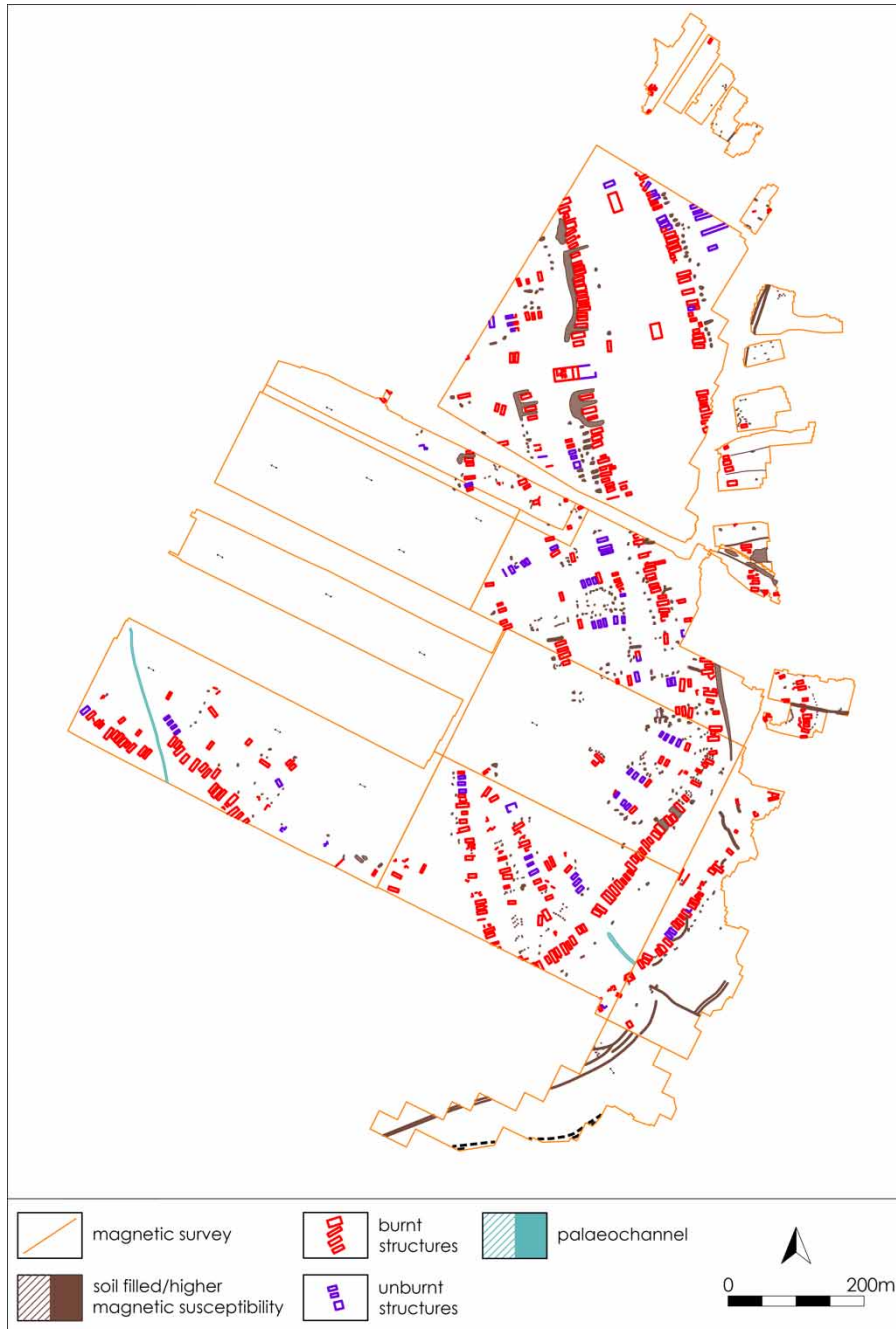 magnetic survey
burnt
structures
palaeochannel
soil filled/higher
magnetic susceptibility
unburnt
structures
0
200m